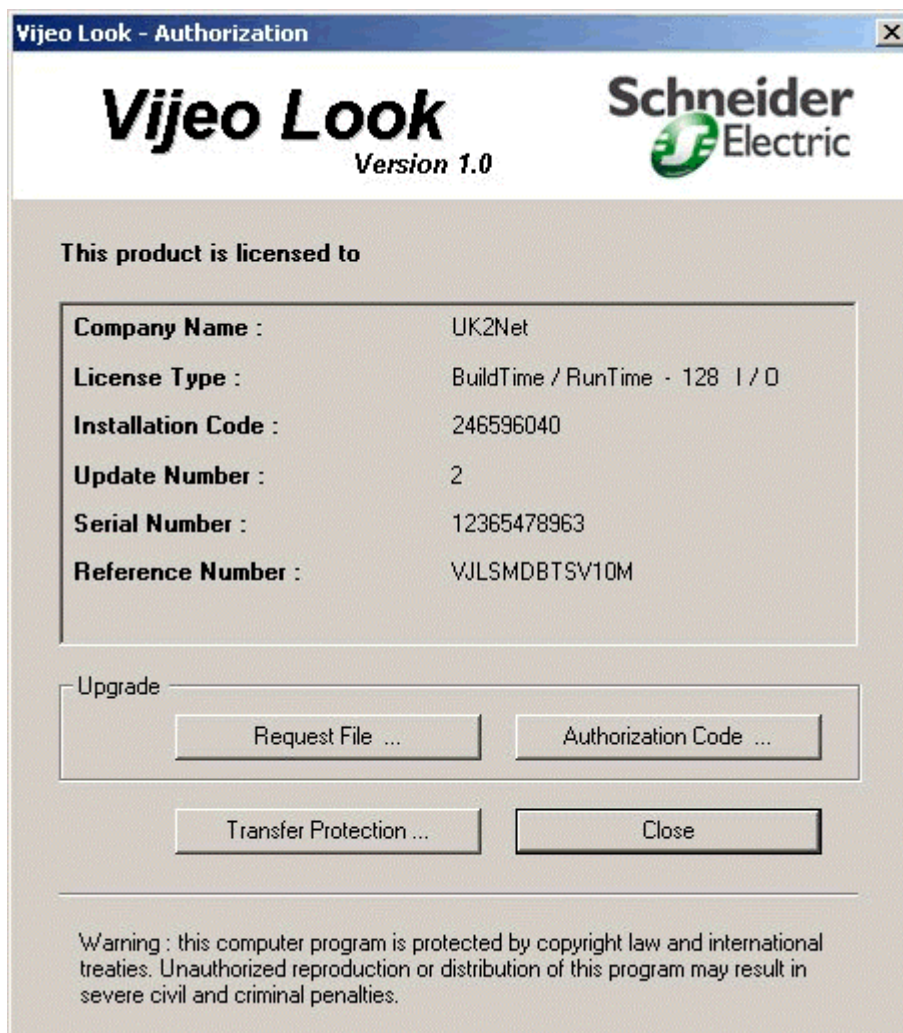 Vijeo Look - Authorization
Vijeo Look
Version 1.0
Schneider
Electric
This product is licensed to
Company Name : UK2Net
License Type : BuildTime / RunTime - 128 I / O
Installation Code : 246596040
Update Number : 2
Serial Number : 12365478963
Reference Number : VJLSMDBTSV10M
Upgrade
Request File ... Authorization Code ...
Transfer Protection ... Close
Warning : this computer program is protected by copyright law and international
treaties. Unauthorized reproduction or distribution of this program may result in
severe civil and criminal penalties.